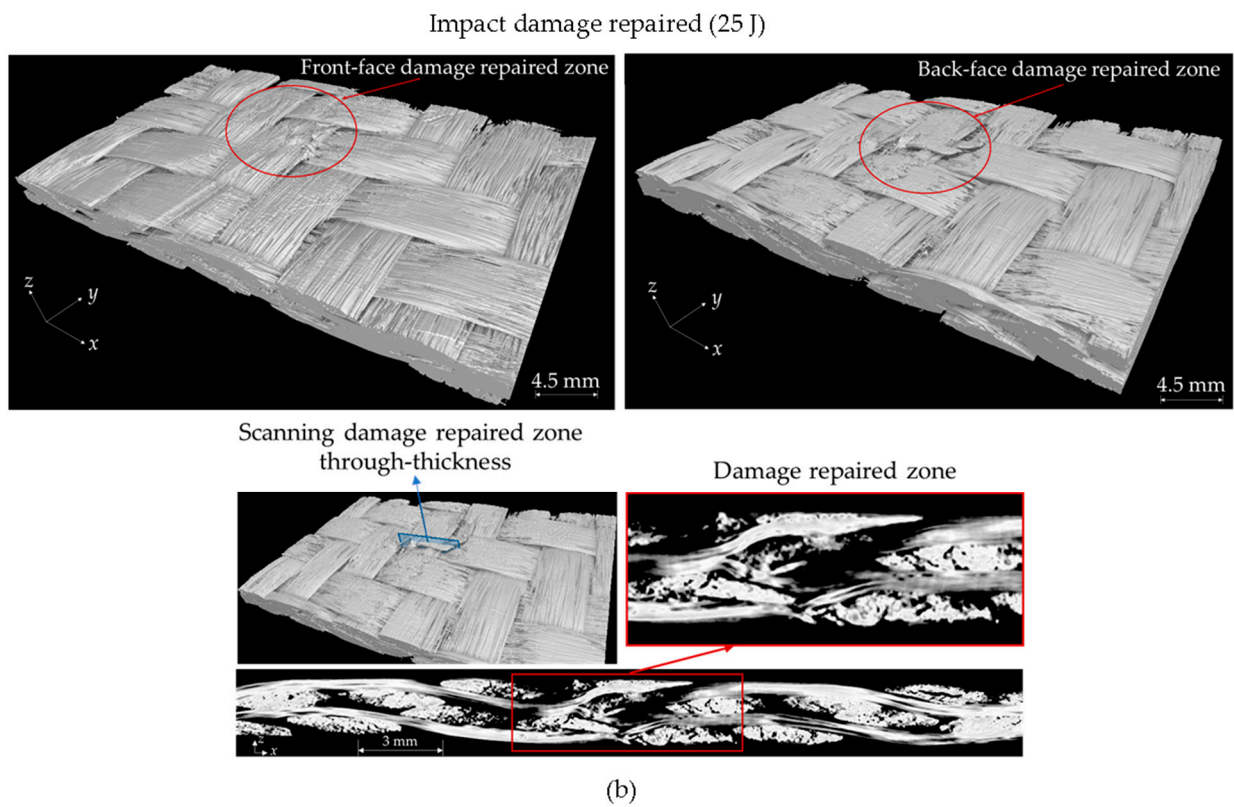 Impact damage repaired (25 J)
Front-face damage repaired zone
Back-face damage repaired zone
z
y
x
4.5 mm
z
y
x
4.5 mm
Scanning damage repaired zone
through-thickness
Damage repaired zone
z
x
3 mm
(b)